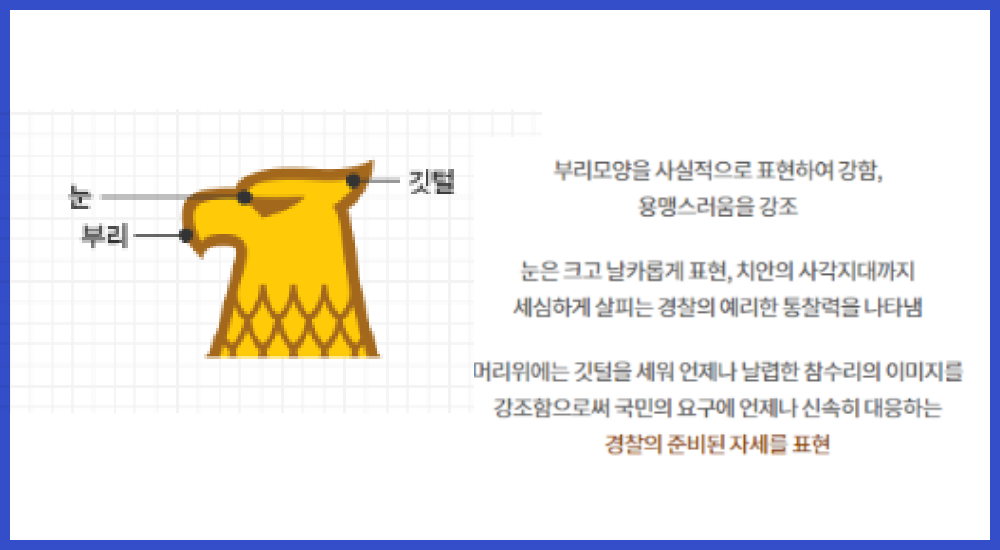 눈
부리
깃털
부리모양을 사실적으로 표현하여 강함,
용맹스러움을 강조
눈은 크고 날카롭게 표현, 치안의 사각지대까지
세심하게 살피는 경찰의 예리한 통찰력을 나타냄
머리위에는 깃털을 세워 언제나 날렵한 참수리의 이미지를
강조함으로써 국민의 요구에 언제나 신속히 대응하는
경찰의 준비된 자세를 표현